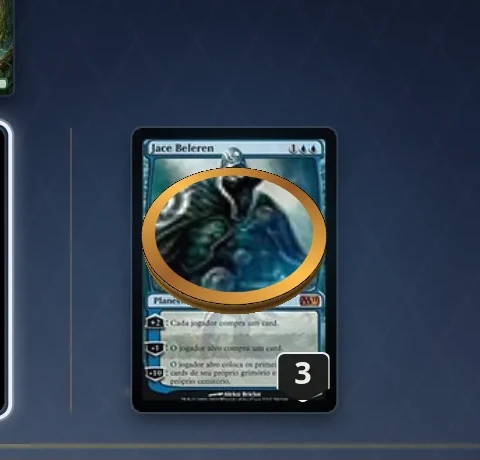 Jace Beleren 1
Planes
+2 : Cada jogador compra um card.
: O jogador alvo compra um card.
O jogador alvo coloca os primei
-10 : cards de seu próprio grimório e
próprio cemitério.
3